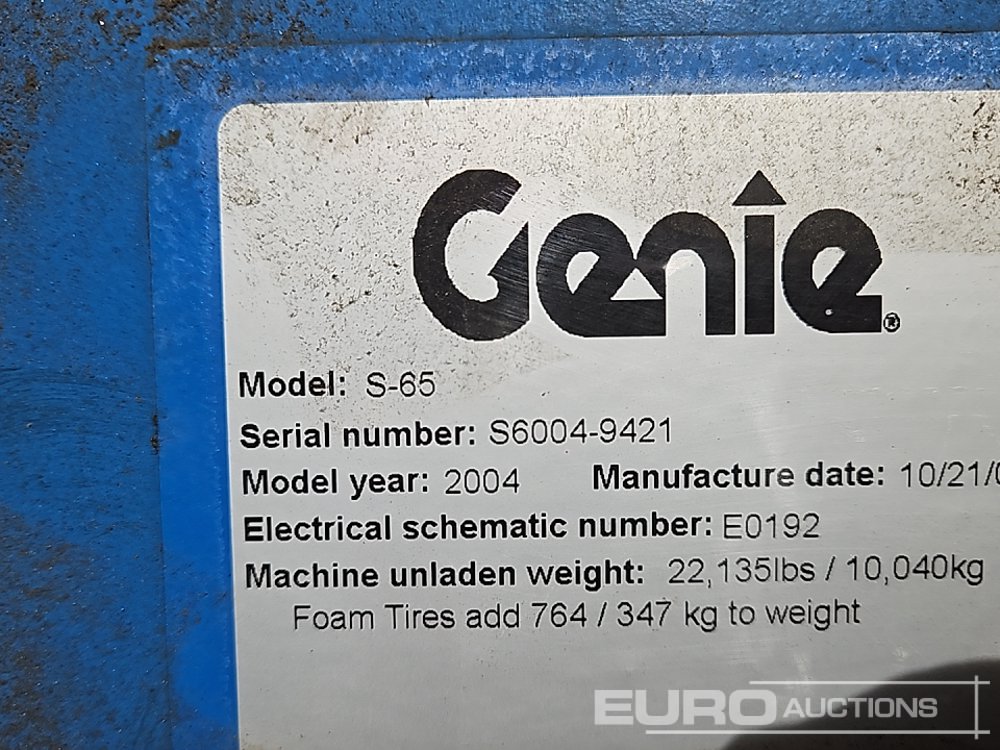 Genie®
Model: S-65
Serial number: S6004-9421
Model year: 2004 Manufacture date: 10/21/0
Electrical schematic number: E0192
Machine unladen weight: 22,135lbs / 10,040kg
Foam Tires add 764 / 347 kg to weight
EURO AUCTIONS